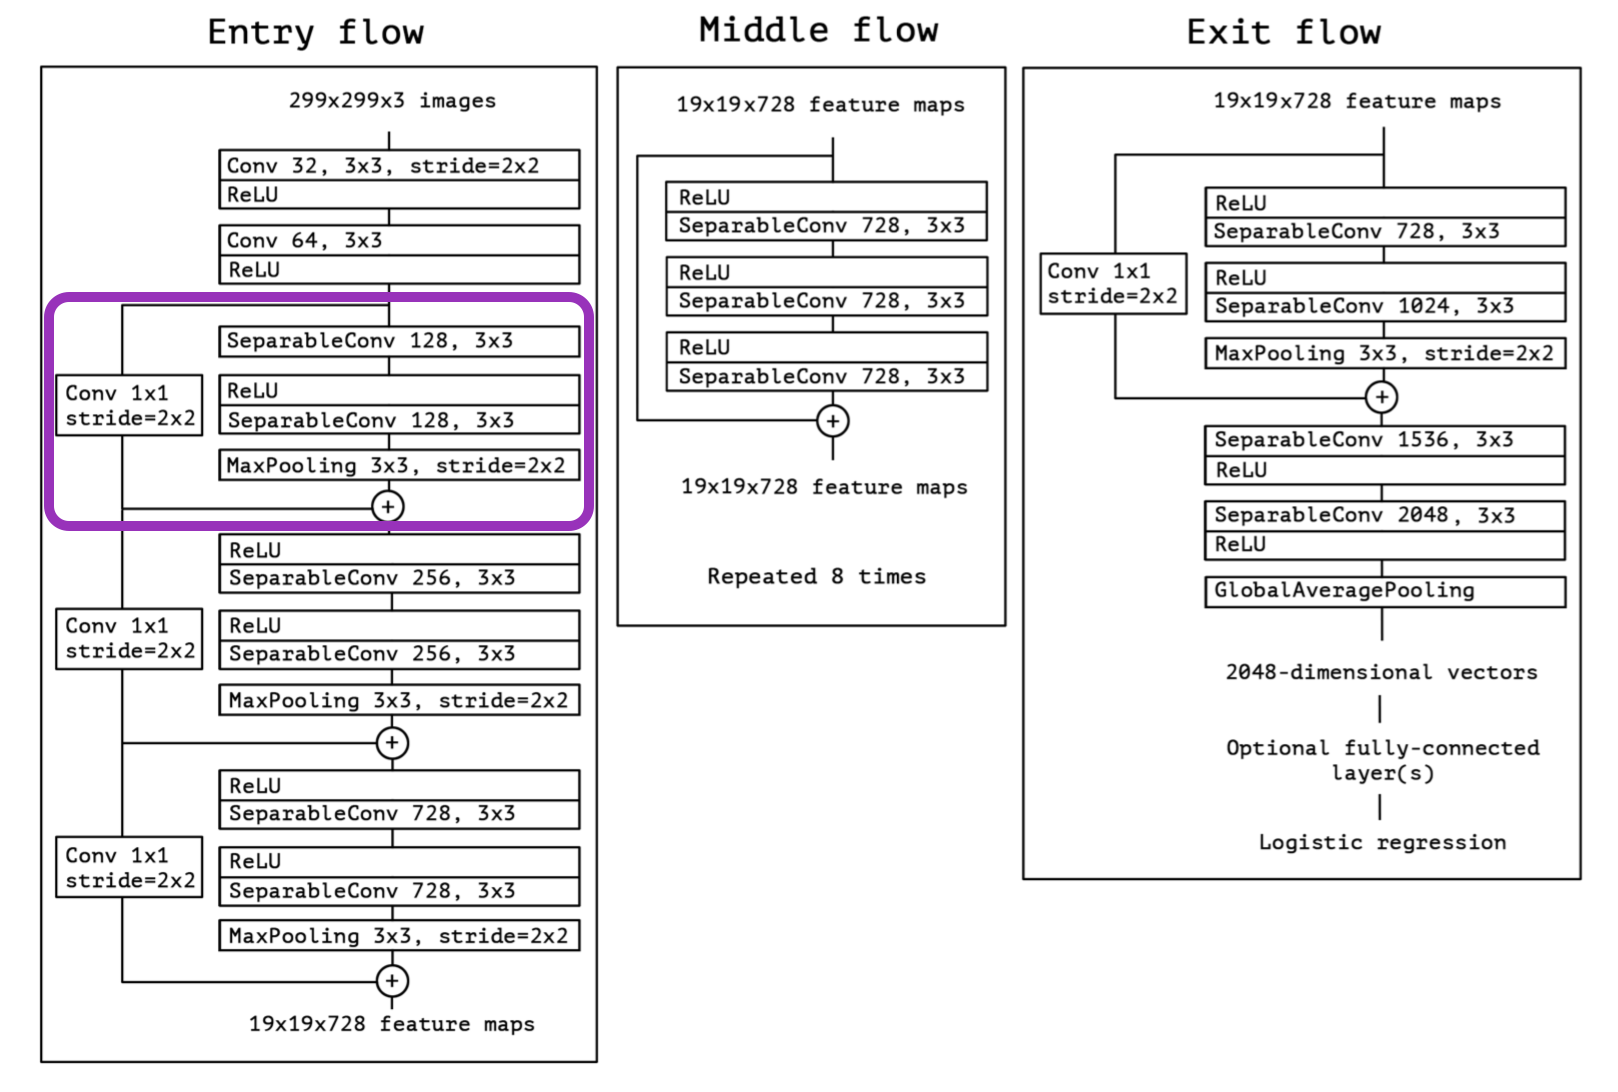 Entry flow
299x299x3 images
Conv 32, 3x3, stride=2x2
ReLU
Conv 64, 3x3
ReLU
SeparableConv 128, 3x3
Conv 1x1
stride=2x2
ReLU
SeparableConv 128, 3x3
MaxPooling 3x3, stride=2x2
+
ReLU
SeparableConv 256, 3x3
Conv 1x1
stride=2x2
ReLU
SeparableConv 256, 3x3
MaxPooling 3x3, stride=2x2
+
ReLU
SeparableConv 728, 3x3
Conv 1x1
stride=2x2
ReLU
SeparableConv 728, 3x3
MaxPooling 3x3, stride=2x2
+
19x19x728 feature maps
Middle flow
19x19x728 feature maps
ReLU
SeparableConv 728, 3x3
ReLU
SeparableConv 728, 3x3
ReLU
SeparableConv 728, 3x3
+
19x19x728 feature maps
Repeated 8 times
Exit flow
19x19x728 feature maps
ReLU
SeparableConv 728, 3x3
Conv 1x1
stride=2x2
ReLU
SeparableConv 1024, 3x3
MaxPooling 3x3, stride=2x2
+
SeparableConv 1536, 3x3
ReLU
SeparableConv 2048, 3x3
ReLU
GlobalAveragePooling
2048-dimensional vectors
Optional fully-connected
layer(s)
Logistic regression